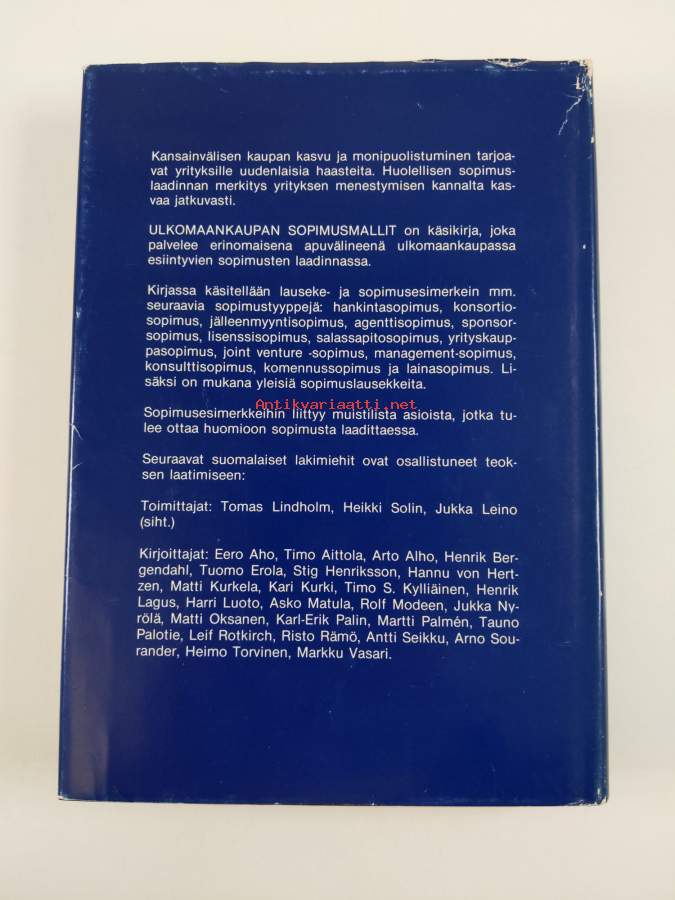 Kansainvälisen kaupan kasvu ja monipuolistuminen tarjoa-
vat yrityksille uudenlaisia haasteita. Huolellisen sopimus-
laadinnan merkitys yrityksen menestymisen kannalta kas-
vaa jatkuvasti.
ULKOMAANKAUPAN SOPIMUSMALLIT on käsikirja, joka
palvelee erinomaisena apuvälineenä ulkomaankaupassa
esiintyvien sopimusten laadinnassa.
Kirjassa käsitellään lauseke- ja sopimusesimerkein mm.
seuraavia sopimustyyppejä: hankintasopimus, konsortio-
sopimus, jälleenmyyntisopimus, agenttisopimus, sponsor-
sopimus, lisenssisopimus, salassapitosopimus, yrityskaup-
pasopimus, joint venture -sopimus, management-sopimus,
konsulttisopimus, komennussopimus ja lainasopimus. Li-
säksi on mukana yleisiä sopimuslausekkeita.
Antikvariaatti.net
Sopimusesimerkkeihin liittyy muistilista asioista, jotka tu-
lee ottaa huomioon sopimusta laadittaessa.
Seuraavat suomalaiset lakimiehit ovat osallistuneet teok-
sen laatimiseen:
Toimittajat: Tomas Lindholm, Heikki Solin, Jukka Leino
(siht.)
Kirjoittajat: Eero Aho, Timo Aittola, Arto Alho, Henrik Ber-
gendahl, Tuomo Erola, Stig Henriksson, Hannu von Hert-
zen, Matti Kurkela, Kari Kurki, Timo S. Kylliäinen, Henrik
Lagus, Harri Luoto, Asko Matula, Rolf Modeen, Jukka Ny-
rölä, Matti Oksanen, Karl-Erik Palin, Martti Palmén, Tauno
Palotie, Leif Rotkirch, Risto Rämö, Antti Seikku, Arno Sou-
rander, Heimo Torvinen, Markku Vasari.